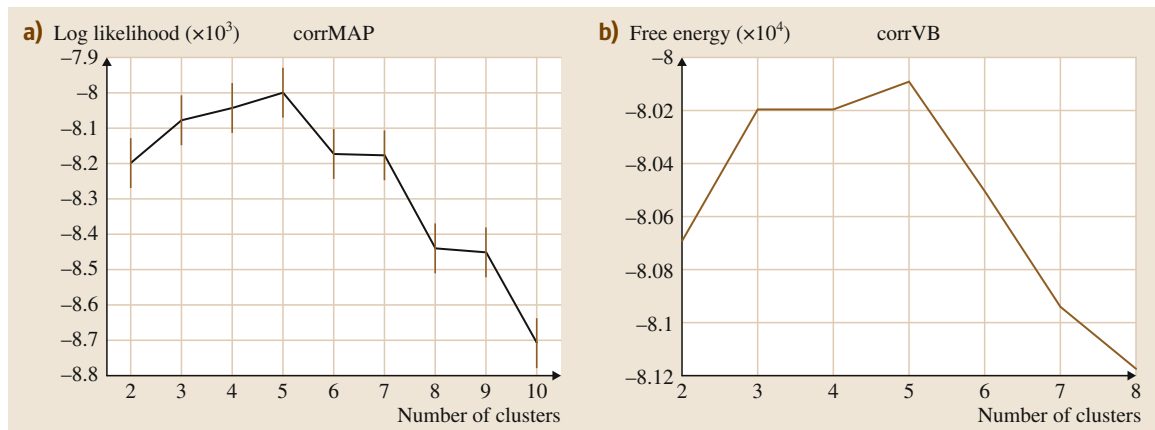 a) Log likelihood (×10³) corrMAP
–7.9
–8
–8.1
–8.2
–8.3
–8.4
–8.5
–8.6
–8.7
–8.8
2 3 4 5 6 7 8 9 10
Number of clusters
b) Free energy (×10⁴) corrVB
–8
–8.02
–8.04
–8.06
–8.08
–8.1
–8.12
2 3 4 5 6 7 8
Number of clusters